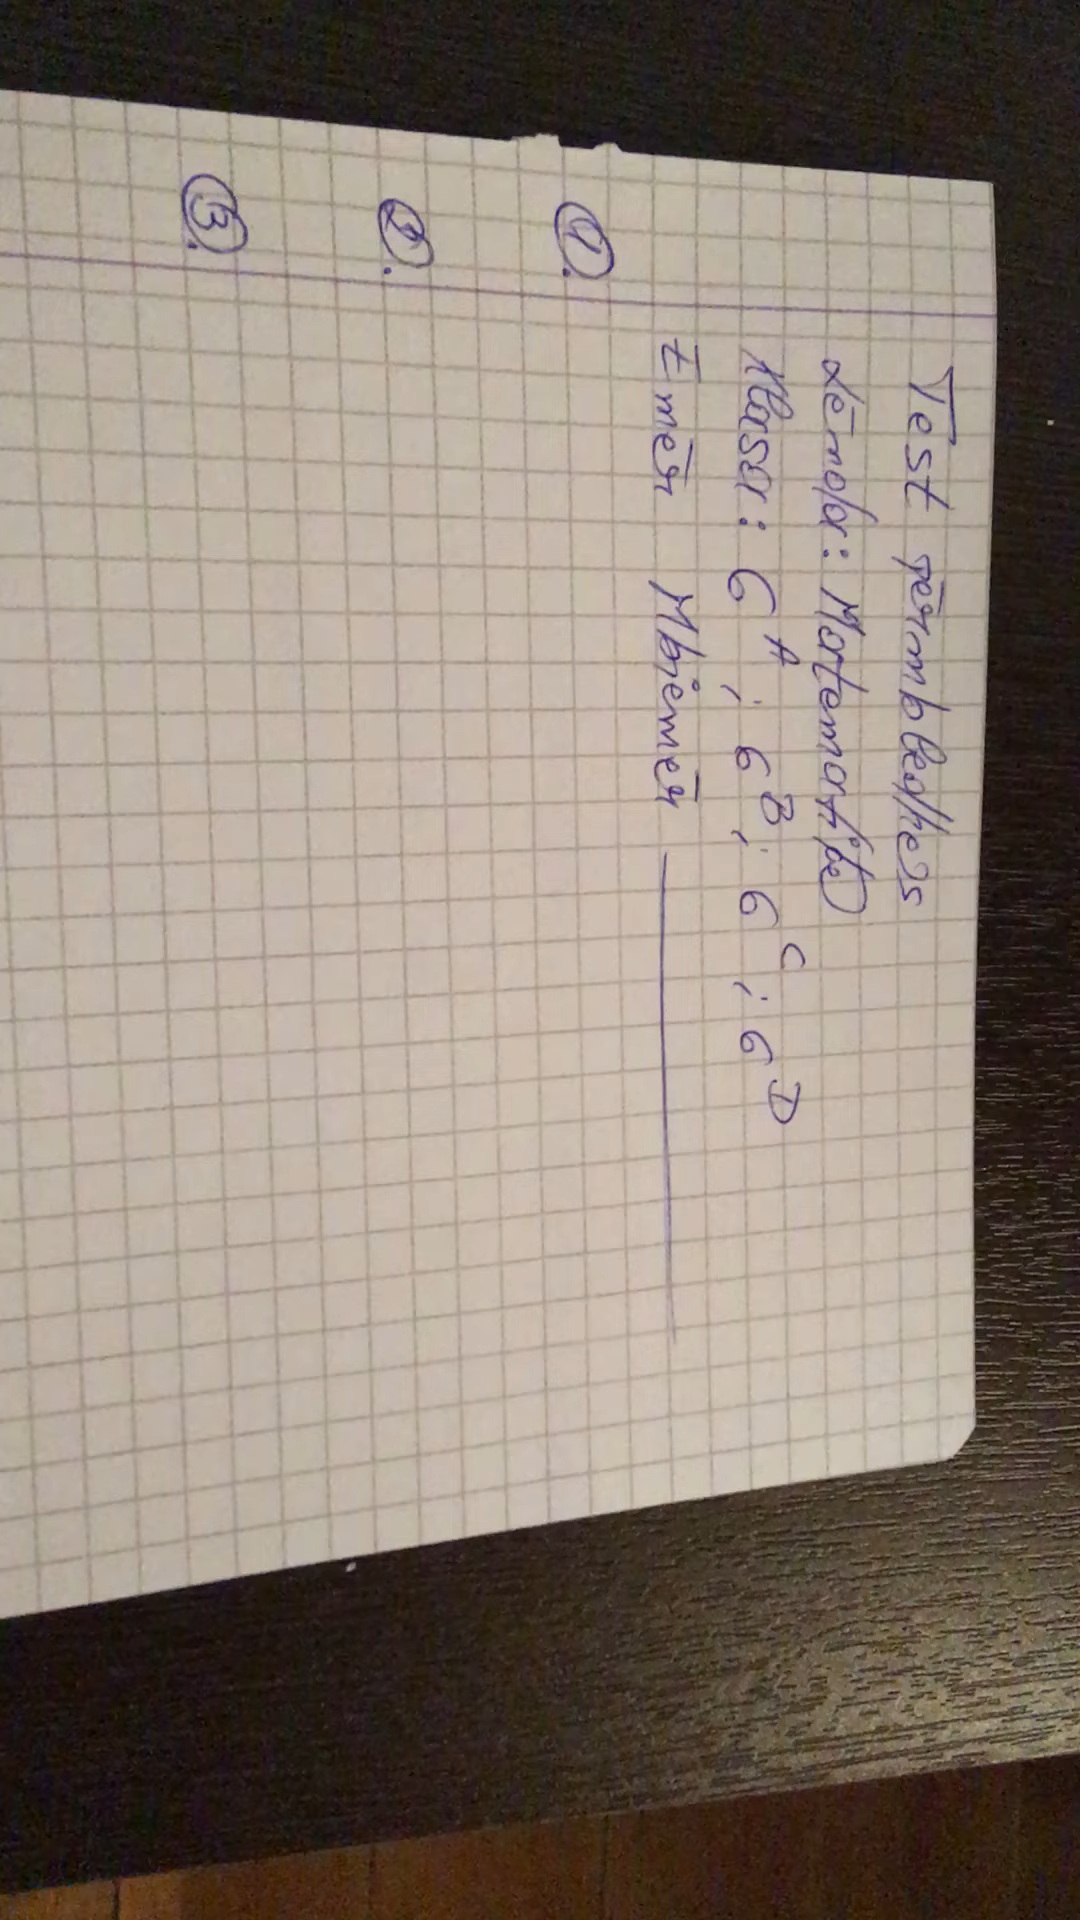 Test përmbledhës
Lënda: Matematikë
Klasa: 6A ; 6B ; 6C ; 6D
Emër Mbiemër
1.
2.
3.